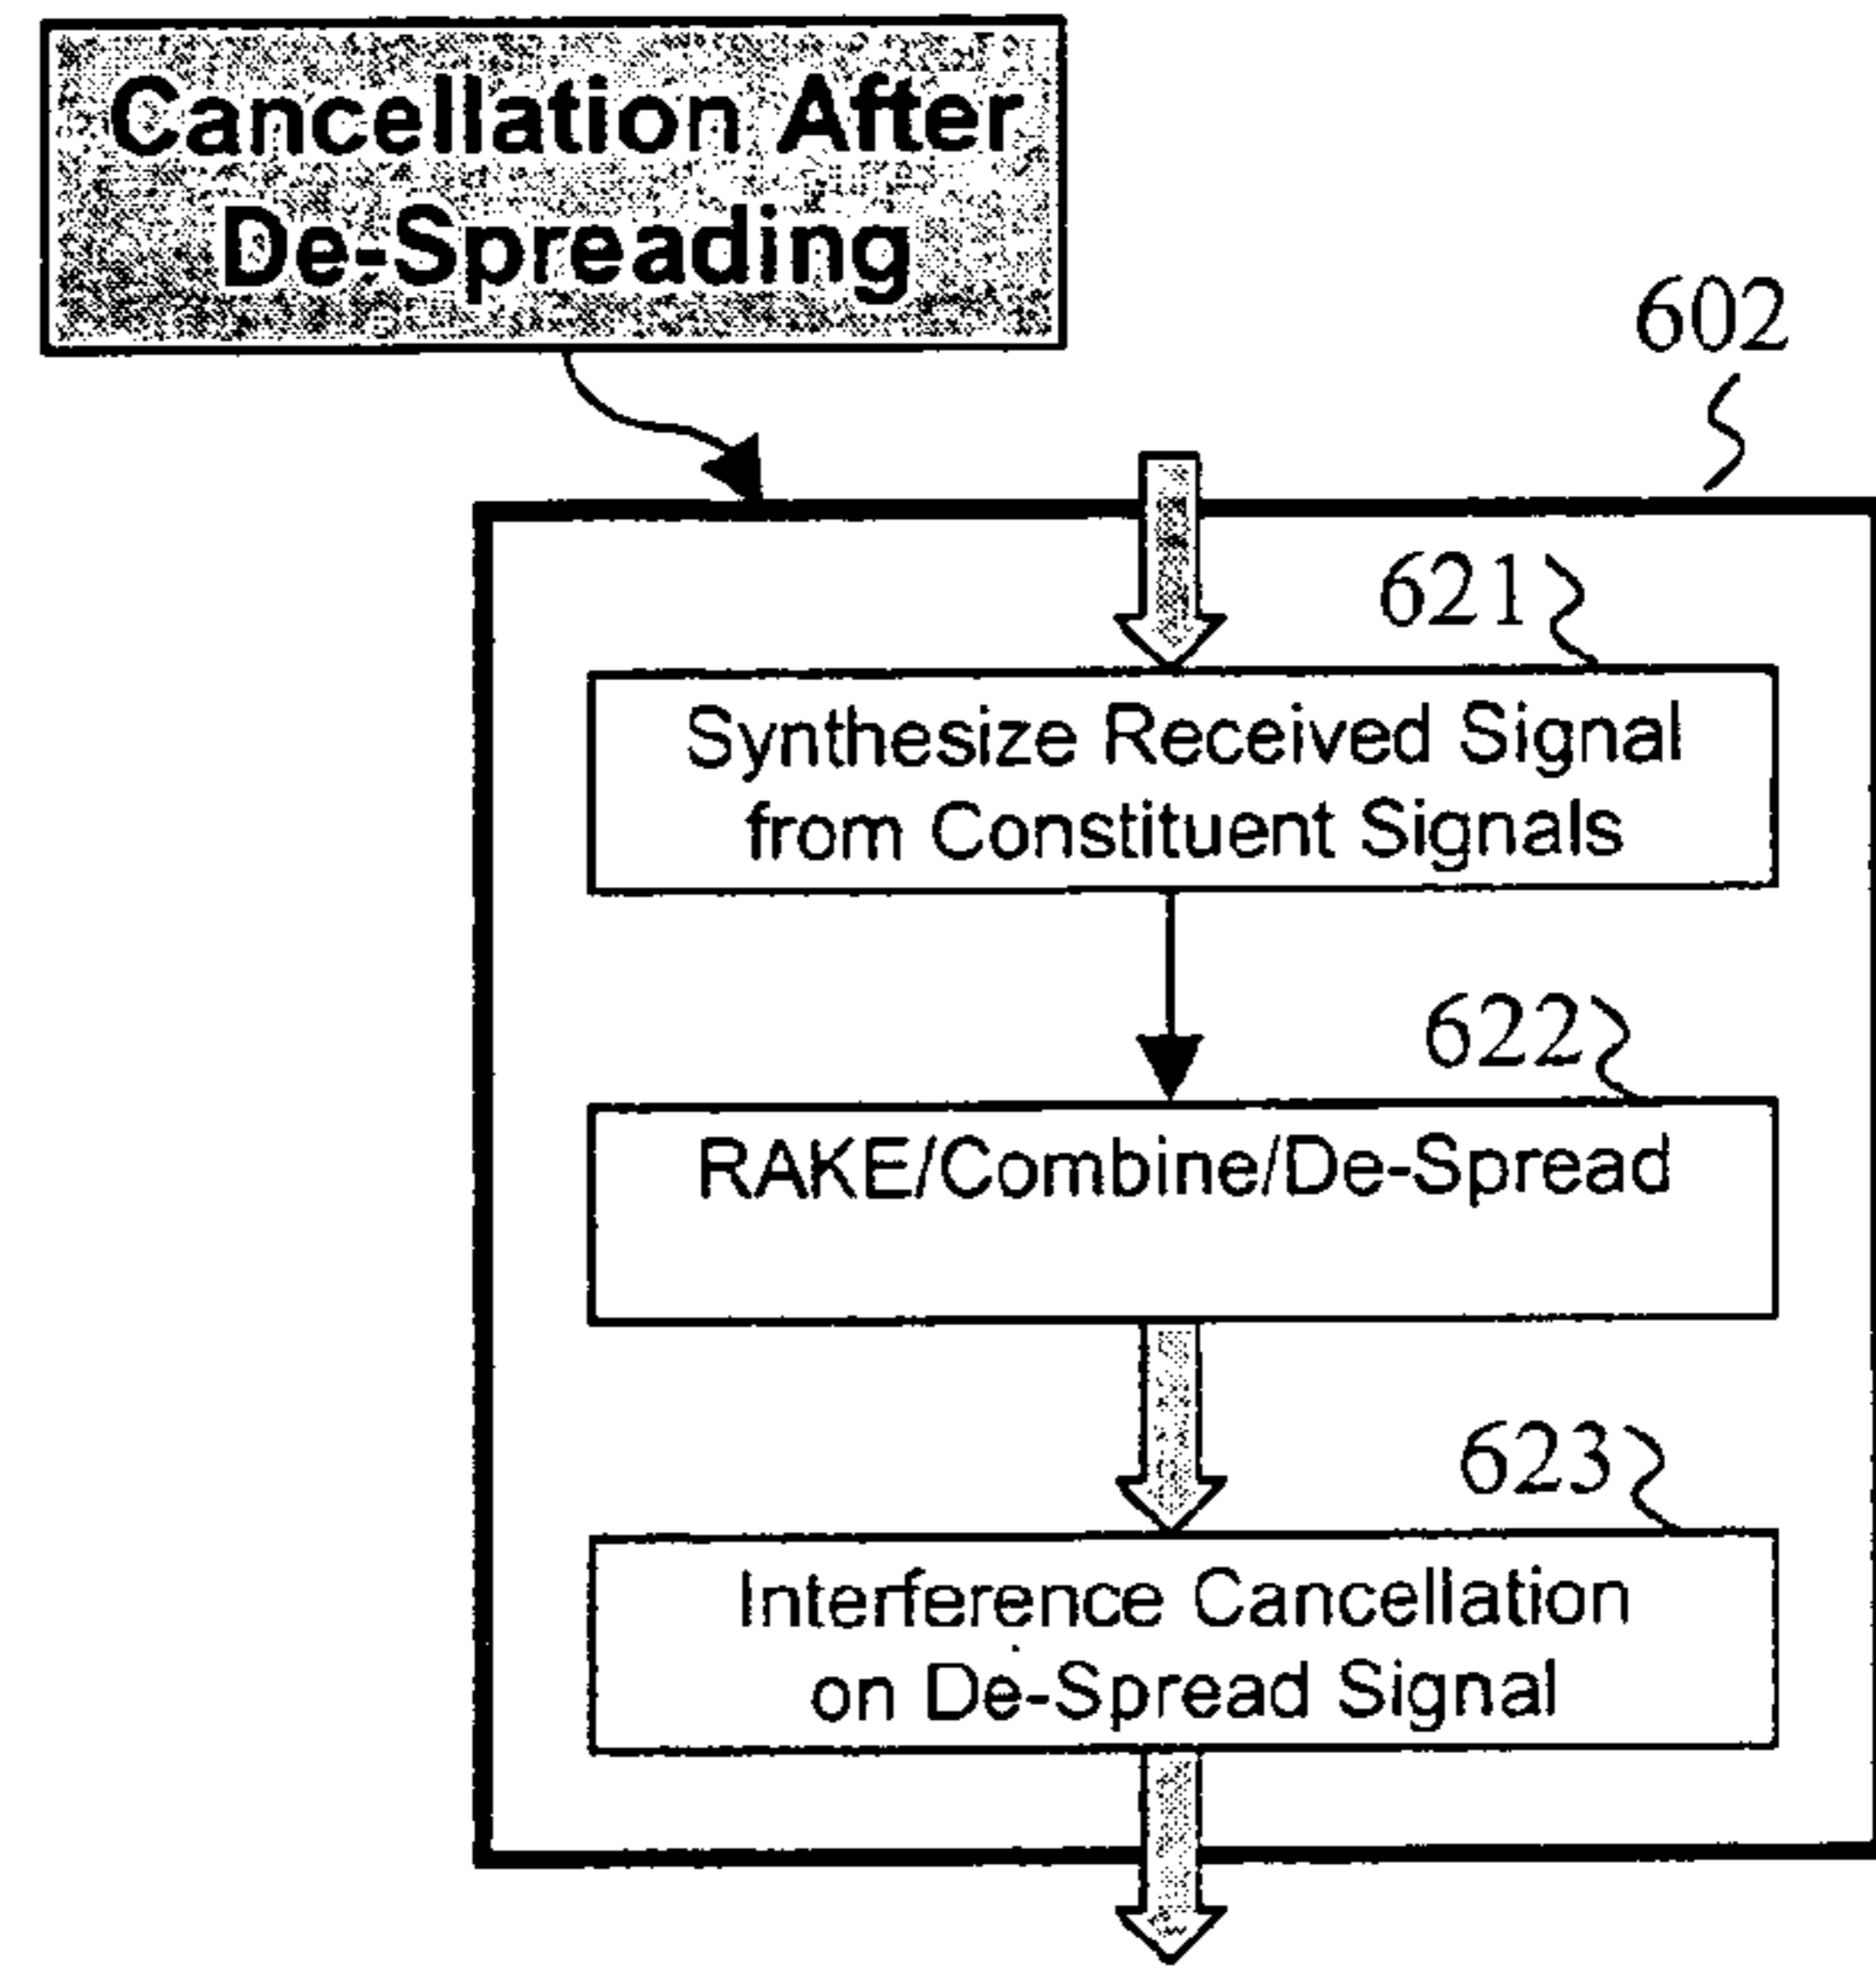 Cancellation After
De-Spreading
602
621
Synthesize Received Signal
from Constituent Signals
622
RAKE/Combine/De-Spread
623
Interference Cancellation
on De-Spread Signal